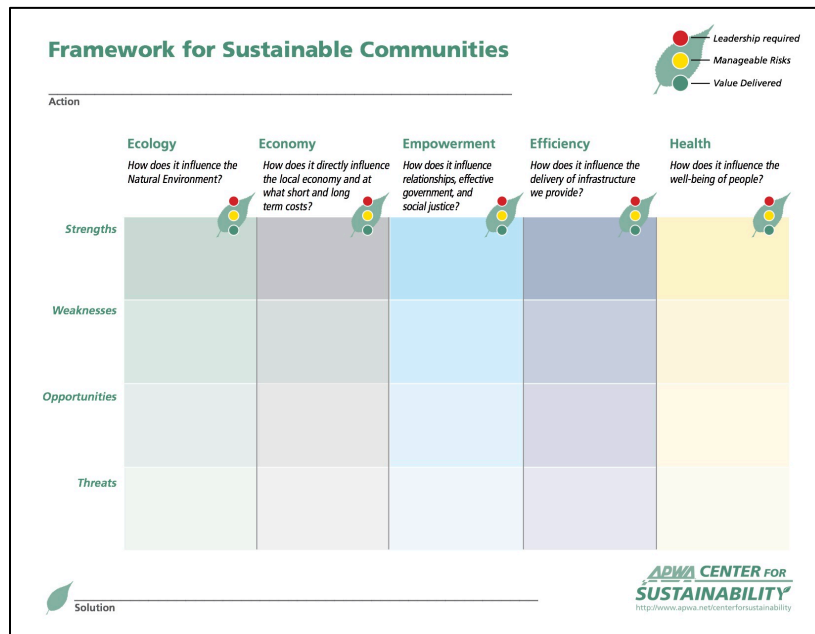 Framework for Sustainable Communities
Leadership required
Manageable Risks
Value Delivered
Action
Ecology
How does it influence the
Natural Environment?
Economy
How does it directly influence
the local economy and at
what short and long
term costs?
Empowerment
How does it influence
relationships, effective
government, and
social justice?
Efficiency
How does it influence the
delivery of infrastructure
we provide?
Health
How does it influence the
well-being of people?
Strengths
Weaknesses
Opportunities
Threats
Solution
APWA CENTER FOR
SUSTAINABILITY
http://www.apwa.net/centerforsustainability